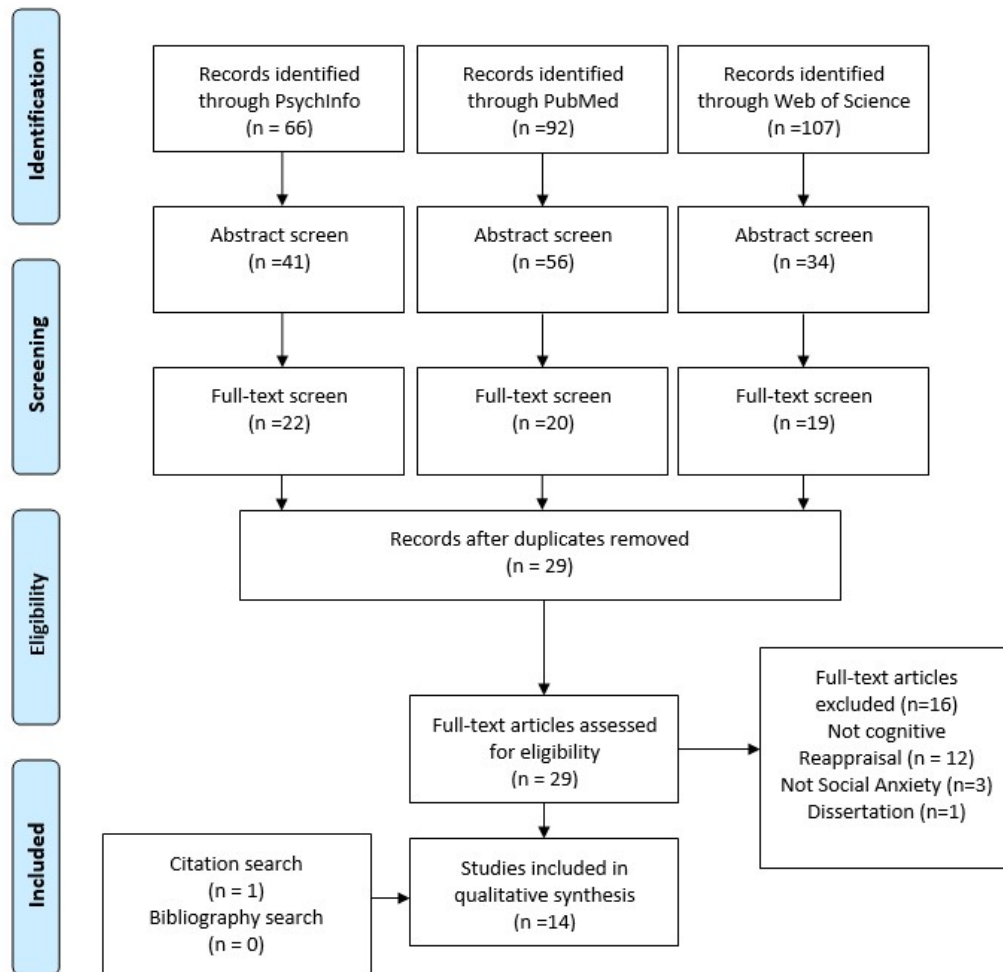 Identification
Records identified
through PsychInfo
(n = 66)
Records identified
through PubMed
(n =92)
Records identified
through Web of Science
(n =107)
Abstract screen
(n =41)
Abstract screen
(n =56)
Abstract screen
(n =34)
Screening
Full-text screen
(n =22)
Full-text screen
(n =20)
Full-text screen
(n =19)
Records after duplicates removed
(n = 29)
Eligibility
Full-text articles assessed
for eligibility
(n = 29)
Full-text articles
excluded (n=16)
Not cognitive
Reappraisal (n = 12)
Not Social Anxiety (n=3)
Dissertation (n=1)
Included
Citation search
(n = 1)
Bibliography search
(n = 0)
Studies included in
qualitative synthesis
(n =14)